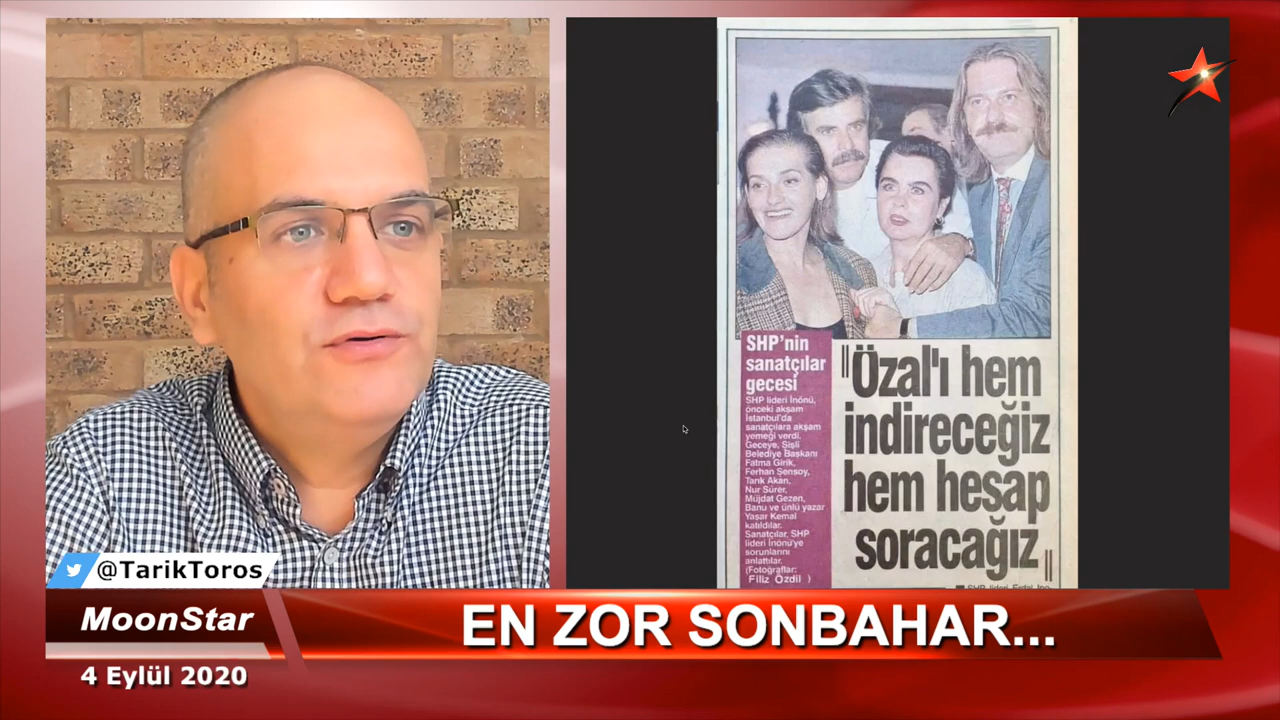 SHP'nin
sanatçılar
gecesi
SHP lideri İnönü,
önceki akşam
İstanbul'da
sanatçılara akşam
yemeği verdi.
Geceye, Şişli
Belediye Başkanı
Fatma Girik,
Ferhan Şensoy,
Tarık Akan,
Nur Sürer,
Müjdat Gezen,
Banu ve ünlü yazar
Yaşar Kemal
katıldılar.
Sanatçılar, SHP
lideri İnönü'ye
sorunlarını
anlattılar.
(Fotoğraflar:
Filiz Özdil )
"Özal'ı hem
indireceğiz
hem hesap
soracağız"
SHP lideri Erdal
@TarikToros
MoonStar
EN ZOR SONBAHAR...
4 Eylül 2020